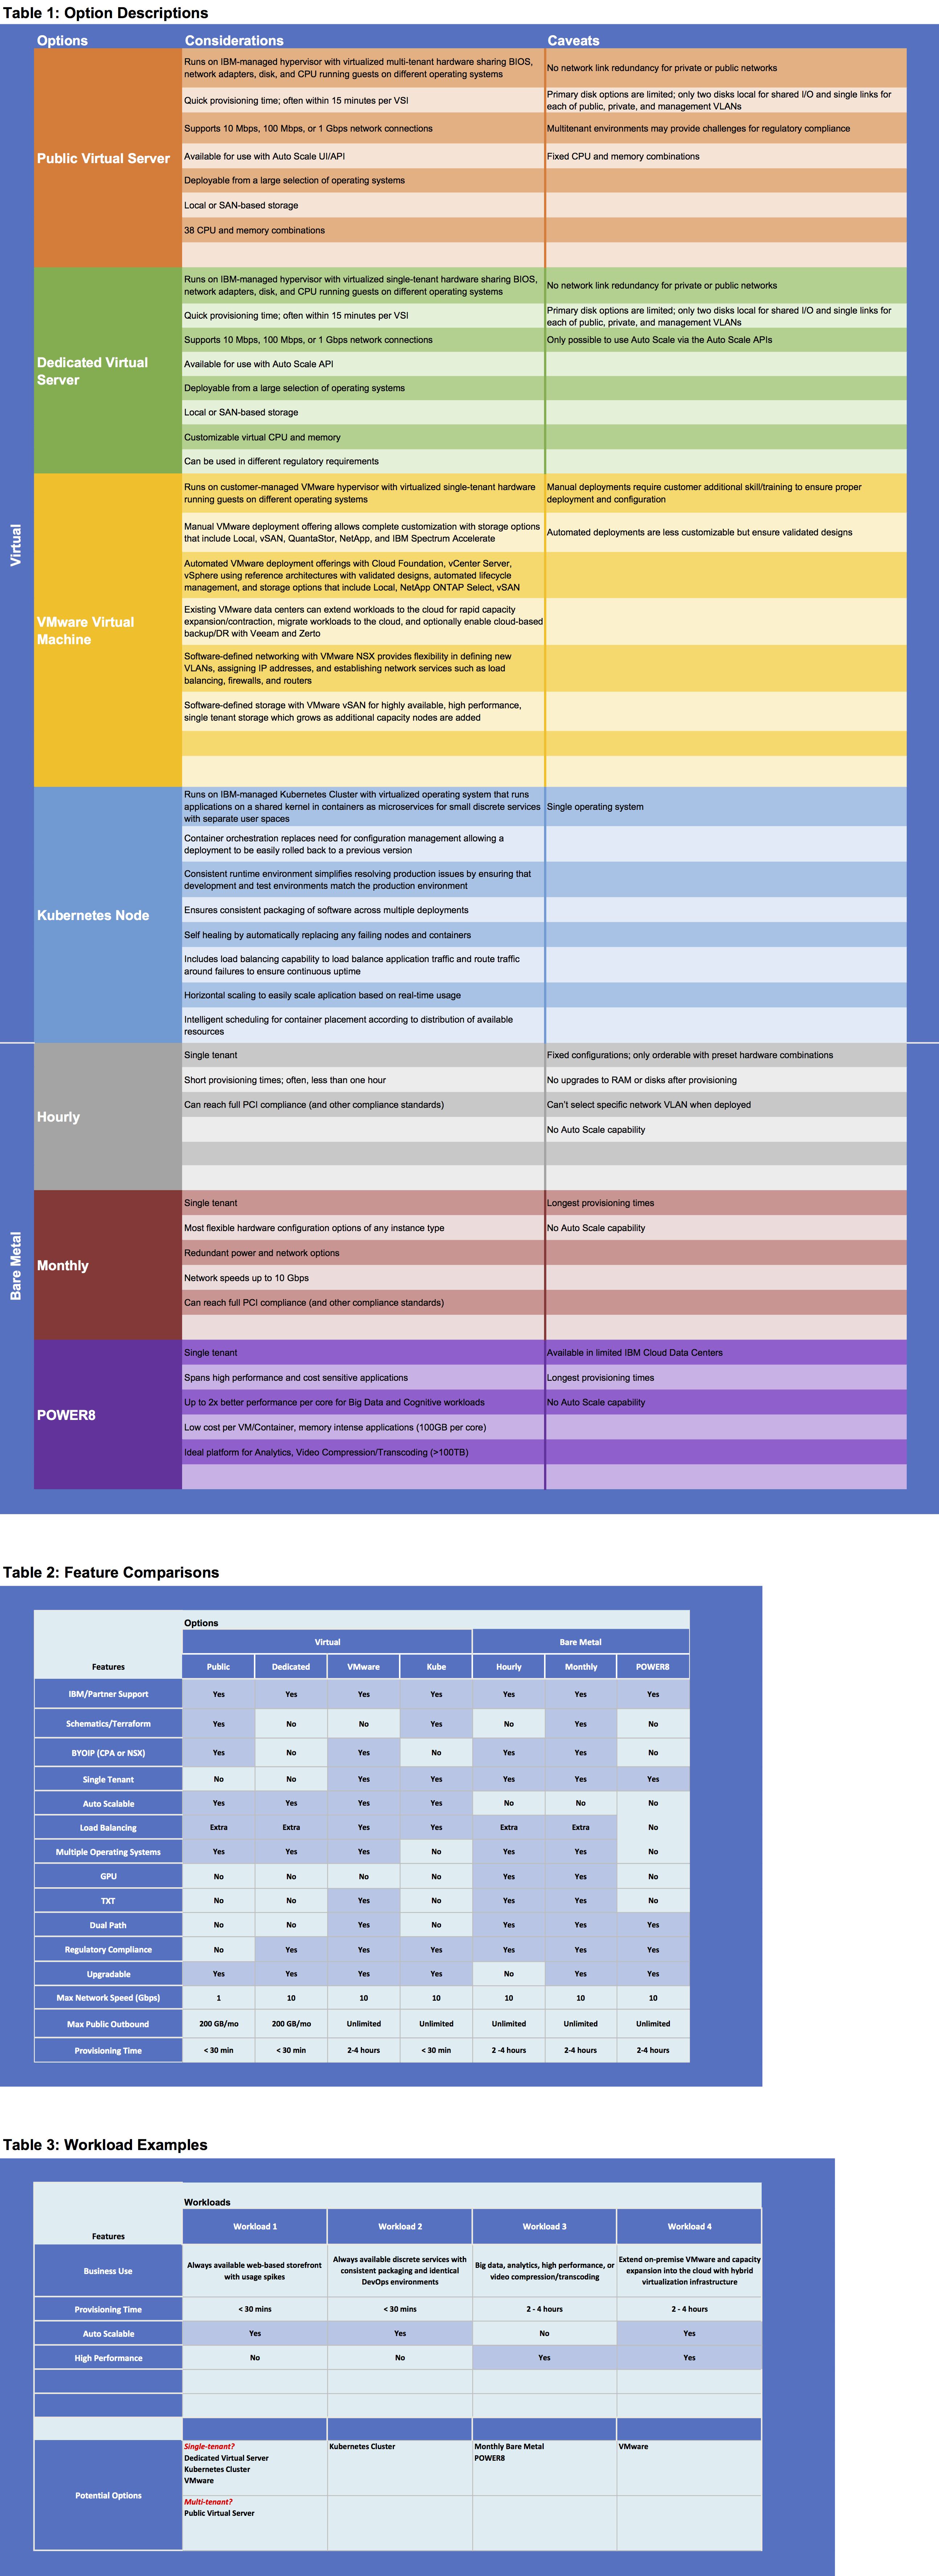 Table 1: Option Descriptions
Options Considerations Caveats
Virtual
Public Virtual Server
Runs on IBM-managed hypervisor with virtualized multi-tenant hardware sharing BIOS,
network adapters, disk, and CPU running guests on different operating systems
No network link redundancy for private or public networks
Quick provisioning time; often within 15 minutes per VSI
Primary disk options are limited; only two disks local for shared I/O and single links for
each of public, private, and management VLANs
Supports 10 Mbps, 100 Mbps, or 1 Gbps network connections
Multitenant environments may provide challenges for regulatory compliance
Available for use with Auto Scale UI/API
Fixed CPU and memory combinations
Deployable from a large selection of operating systems
Local or SAN-based storage
38 CPU and memory combinations
Dedicated Virtual
Server
Runs on IBM-managed hypervisor with virtualized single-tenant hardware sharing BIOS,
network adapters, disk, and CPU running guests on different operating systems
No network link redundancy for private or public networks
Quick provisioning time; often within 15 minutes per VSI
Primary disk options are limited; only two disks local for shared I/O and single links for
each of public, private, and management VLANs
Supports 10 Mbps, 100 Mbps, or 1 Gbps network connections
Only possible to use Auto Scale via the Auto Scale APIs
Available for use with Auto Scale API
Deployable from a large selection of operating systems
Local or SAN-based storage
Customizable virtual CPU and memory
Can be used in different regulatory requirements
VMware Virtual
Machine
Runs on customer-managed VMware hypervisor with virtualized single-tenant hardware
running guests on different operating systems
Manual deployments require customer additional skill/training to ensure proper
deployment and configuration
Manual VMware deployment offering allows complete customization with storage options
that include Local, vSAN, QuantaStor, NetApp, and IBM Spectrum Accelerate
Automated deployments are less customizable but ensure validated designs
Automated VMware deployment offerings with Cloud Foundation, vCenter Server,
vSphere using reference architectures with validated designs, automated lifecycle
management, and storage options that include Local, NetApp ONTAP Select, vSAN
Existing VMware data centers can extend workloads to the cloud for rapid capacity
expansion/contraction, migrate workloads to the cloud, and optionally enable cloud-based
backup/DR with Veeam and Zerto
Software-defined networking with VMware NSX provides flexibility in defining new
VLANs, assigning IP addresses, and establishing network services such as load
balancing, firewalls, and routers
Software-defined storage with VMware vSAN for highly available, high performance,
single tenant storage which grows as additional capacity nodes are added
Kubernetes Node
Runs on IBM-managed Kubernetes Cluster with virtualized operating system that runs
applications on a shared kernel in containers as microservices for small discrete services
with separate user spaces
Single operating system
Container orchestration replaces need for configuration management allowing a
deployment to be easily rolled back to a previous version
Consistent runtime environment simplifies resolving production issues by ensuring that
development and test environments match the production environment
Ensures consistent packaging of software across multiple deployments
Self healing by automatically replacing any failing nodes and containers
Includes load balancing capability to load balance application traffic and route traffic
around failures to ensure continuous uptime
Horizontal scaling to easily scale aplication based on real-time usage
Intelligent scheduling for container placement according to distribution of available
resources
Bare Metal
Hourly
Single tenant
Fixed configurations; only orderable with preset hardware combinations
Short provisioning times; often, less than one hour
No upgrades to RAM or disks after provisioning
Can reach full PCI compliance (and other compliance standards)
Can't select specific network VLAN when deployed
No Auto Scale capability
Monthly
Single tenant
Longest provisioning times
Most flexible hardware configuration options of any instance type
No Auto Scale capability
Redundant power and network options
Network speeds up to 10 Gbps
Can reach full PCI compliance (and other compliance standards)
POWER8
Single tenant
Available in limited IBM Cloud Data Centers
Spans high performance and cost sensitive applications
Longest provisioning times
Up to 2x better performance per core for Big Data and Cognitive workloads
No Auto Scale capability
Low cost per VM/Container, memory intense applications (100GB per core)
Ideal platform for Analytics, Video Compression/Transcoding (>100TB)
Table 2: Feature Comparisons
Options
Virtual Bare Metal
Features Public Dedicated VMware Kube Hourly Monthly POWER8
IBM/Partner Support Yes Yes Yes Yes Yes Yes Yes
Schematics/Terraform Yes No No Yes No Yes No
BYOIP (CPA or NSX) Yes No Yes No Yes Yes No
Single Tenant No No Yes Yes Yes Yes Yes
Auto Scalable Yes Yes Yes Yes No No No
Load Balancing Extra Extra Yes Yes Extra Extra No
Multiple Operating Systems Yes Yes Yes No Yes Yes No
GPU No No No No Yes Yes No
TXT No No Yes No Yes Yes No
Dual Path No No Yes No Yes Yes Yes
Regulatory Compliance No Yes Yes Yes Yes Yes Yes
Upgradable Yes Yes Yes Yes No Yes Yes
Max Network Speed (Gbps) 1 10 10 10 10 10 10
Max Public Outbound 200 GB/mo 200 GB/mo Unlimited Unlimited Unlimited Unlimited Unlimited
Provisioning Time < 30 min < 30 min 2-4 hours < 30 min 2 -4 hours 2-4 hours 2-4 hours
Table 3: Workload Examples
Workloads
Features Workload 1 Workload 2 Workload 3 Workload 4
Business Use
Always available web-based storefront
with usage spikes
Always available discrete services with
consistent packaging and identical
DevOps environments
Big data, analytics, high performance, or
video compression/transcoding
Extend on-premise VMware and capacity
expansion into the cloud with hybrid
virtualization infrastructure
Provisioning Time < 30 mins < 30 mins 2 - 4 hours 2 - 4 hours
Auto Scalable Yes Yes No Yes
High Performance No No Yes Yes
Potential Options
Single-tenant?
Dedicated Virtual Server
Kubernetes Cluster
VMware
Kubernetes Cluster
Monthly Bare Metal
POWER8
VMware
Multi-tenant?
Public Virtual Server